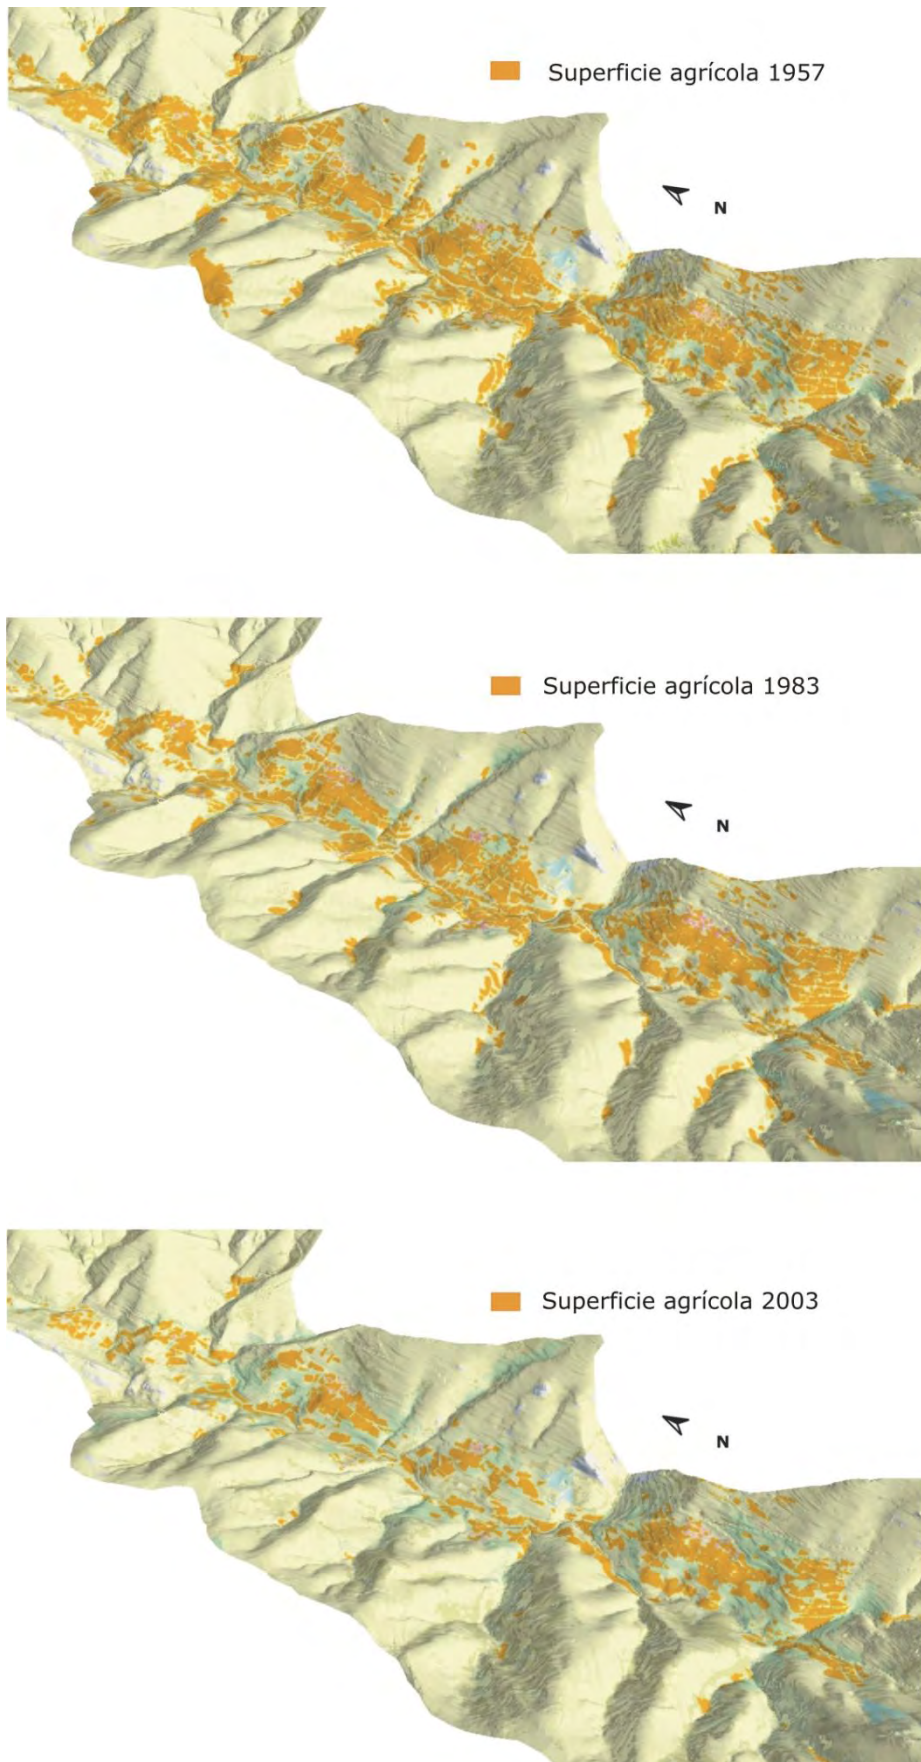 Superficie agrícola 1957
N
Superficie agrícola 1983
N
Superficie agrícola 2003
N